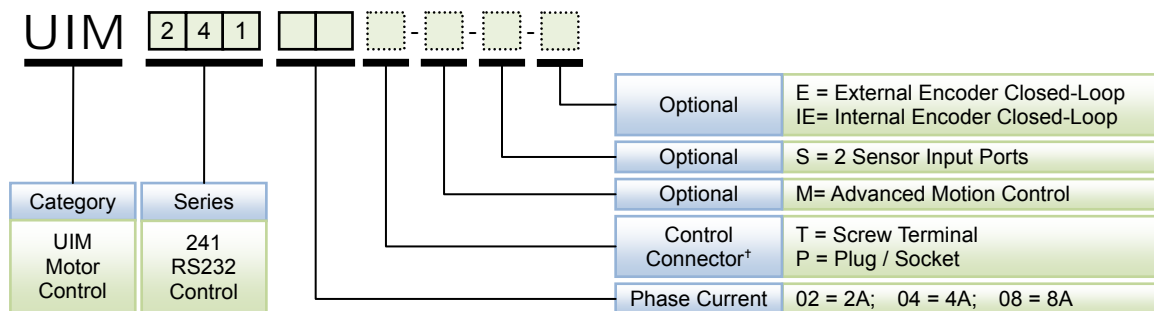 UIM 2 4 1 - - -
Optional E = External Encoder Closed-Loop
IE= Internal Encoder Closed-Loop
Optional S = 2 Sensor Input Ports
Optional M= Advanced Motion Control
Category
UIM
Motor
Control
Series
241
RS232
Control
Control
Connector†
T = Screw Terminal
P = Plug / Socket
Phase Current 02 = 2A; 04 = 4A; 08 = 8A